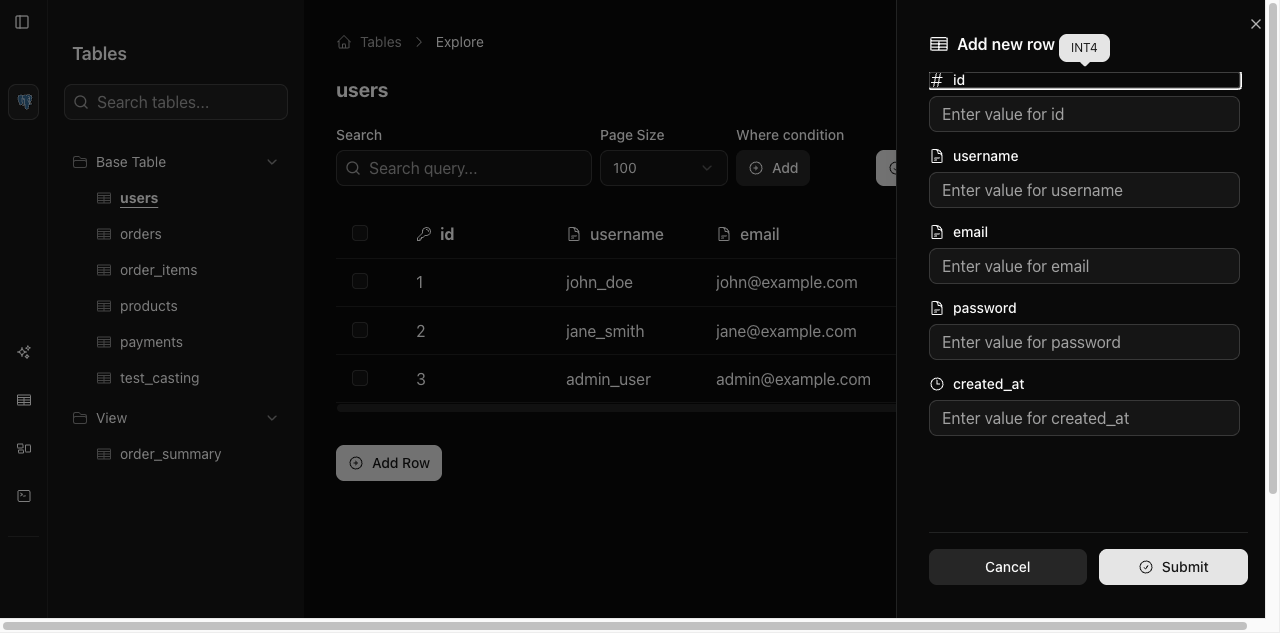 Tables
Search tables...
Base Table
users
orders
order_items
products
payments
test_casting
View
order_summary
Tables > Explore
users
Search
Search query...
Page Size
100
Where condition
Add
id username email
1 john_doe john@example.com
2 jane_smith jane@example.com
3 admin_user admin@example.com
Add Row
Add new row
INT4
# id
Enter value for id
username
Enter value for username
email
Enter value for email
password
Enter value for password
created_at
Enter value for created_at
Cancel
Submit